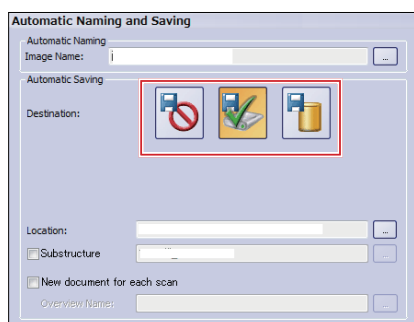 Automatic Naming and Saving
Automatic Naming
Image Name:
...
Automatic Saving
Destination:
Location:
...
Substructure
...
New document for each scan
Overview Name:
...